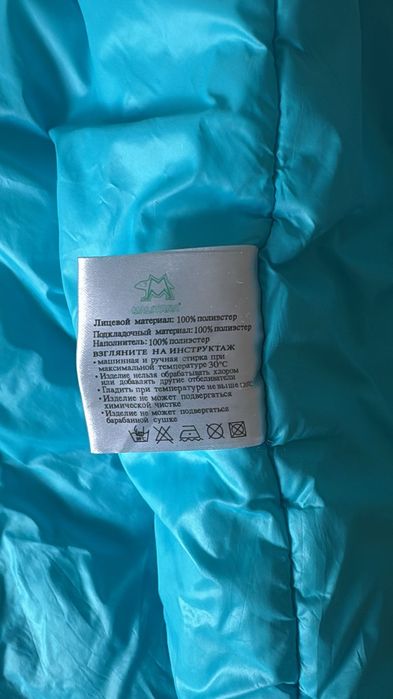 Лицевой материал: 100% полиэстер
Подкладочный материал: 100% полиэстер
Наполнитель: 100% полиэстер
ВЗГЛЯНИТЕ НА ИНСТРУКТАЖ
• машинная и ручная стирка при
максимальной температуре 30°C
• Изделие нельзя обрабатывать хлором
или добавлять другие отбеливатели
• Гладить при температуре не выше
• Изделие не может подвергаться
химической чистке
• Изделие не может подвергаться
барабанной сушке